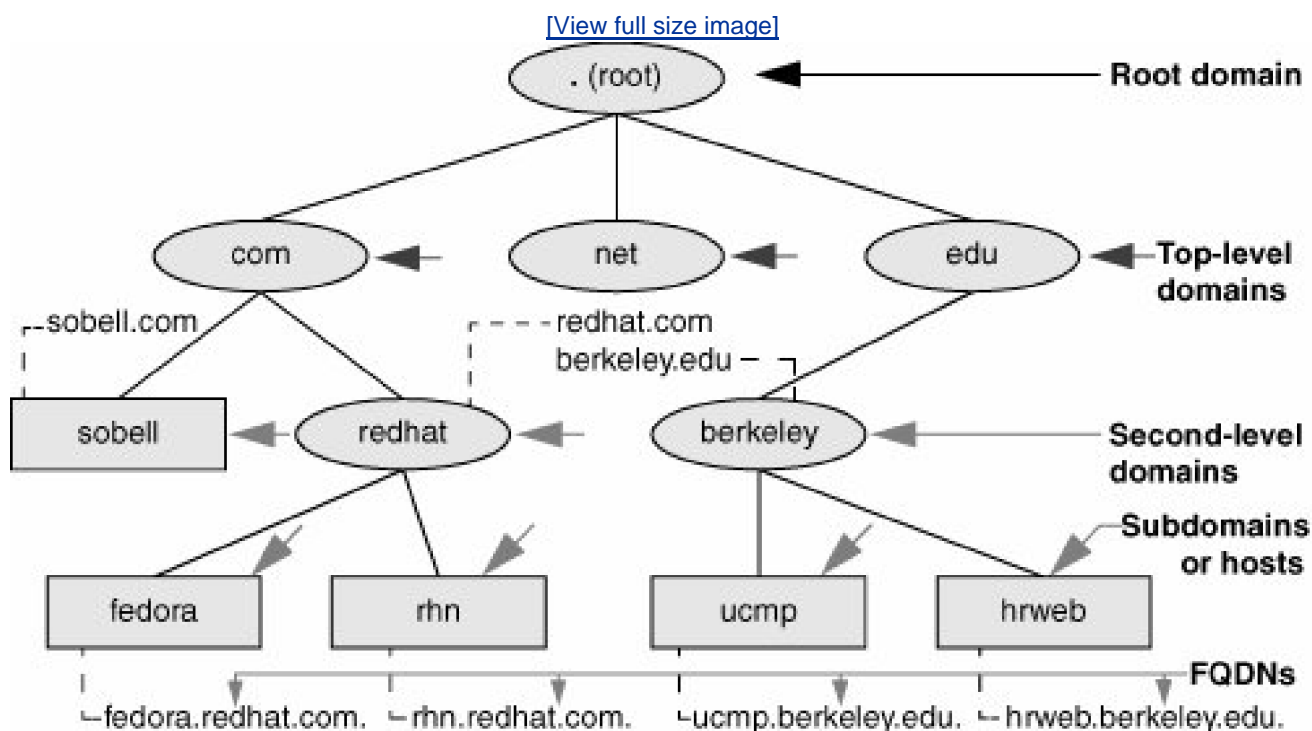 [View full size image]
. (root)
Root domain
com
net
edu
Top-level
domains
sobell.com
redhat.com
berkeley.edu
sobell
redhat
berkeley
Second-level
domains
Subdomains
or hosts
fedora
rhn
ucmp
hrweb
FQDNs
fedora.redhat.com.
rhn.redhat.com.
ucmp.berkeley.edu.
hrweb.berkeley.edu.